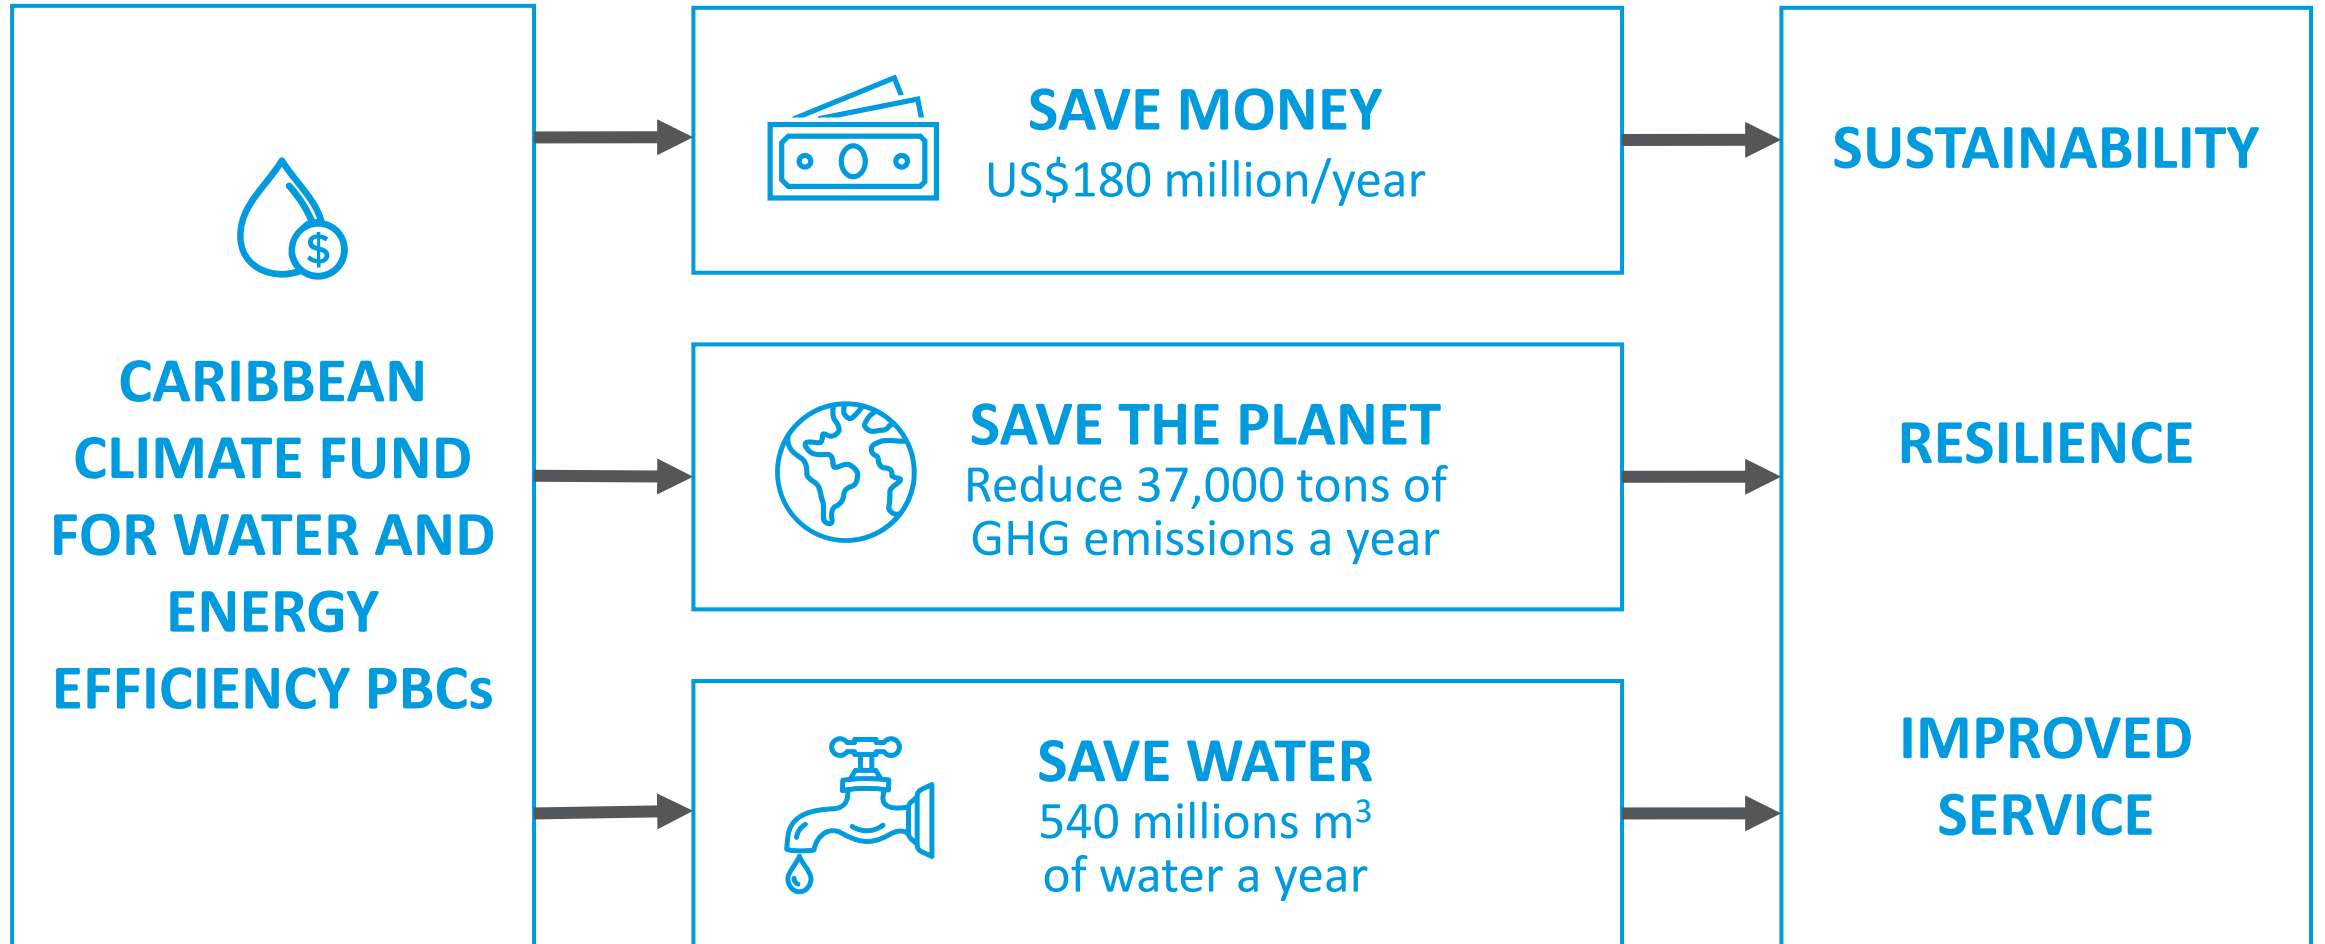 $
CARIBBEAN
CLIMATE FUND
FOR WATER AND
ENERGY
EFFICIENCY PBCs
SAVE MONEY
US$180 million/year
SAVE THE PLANET
Reduce 37,000 tons of
GHG emissions a year
SAVE WATER
540 millions m³
of water a year
SUSTAINABILITY
RESILIENCE
IMPROVED
SERVICE